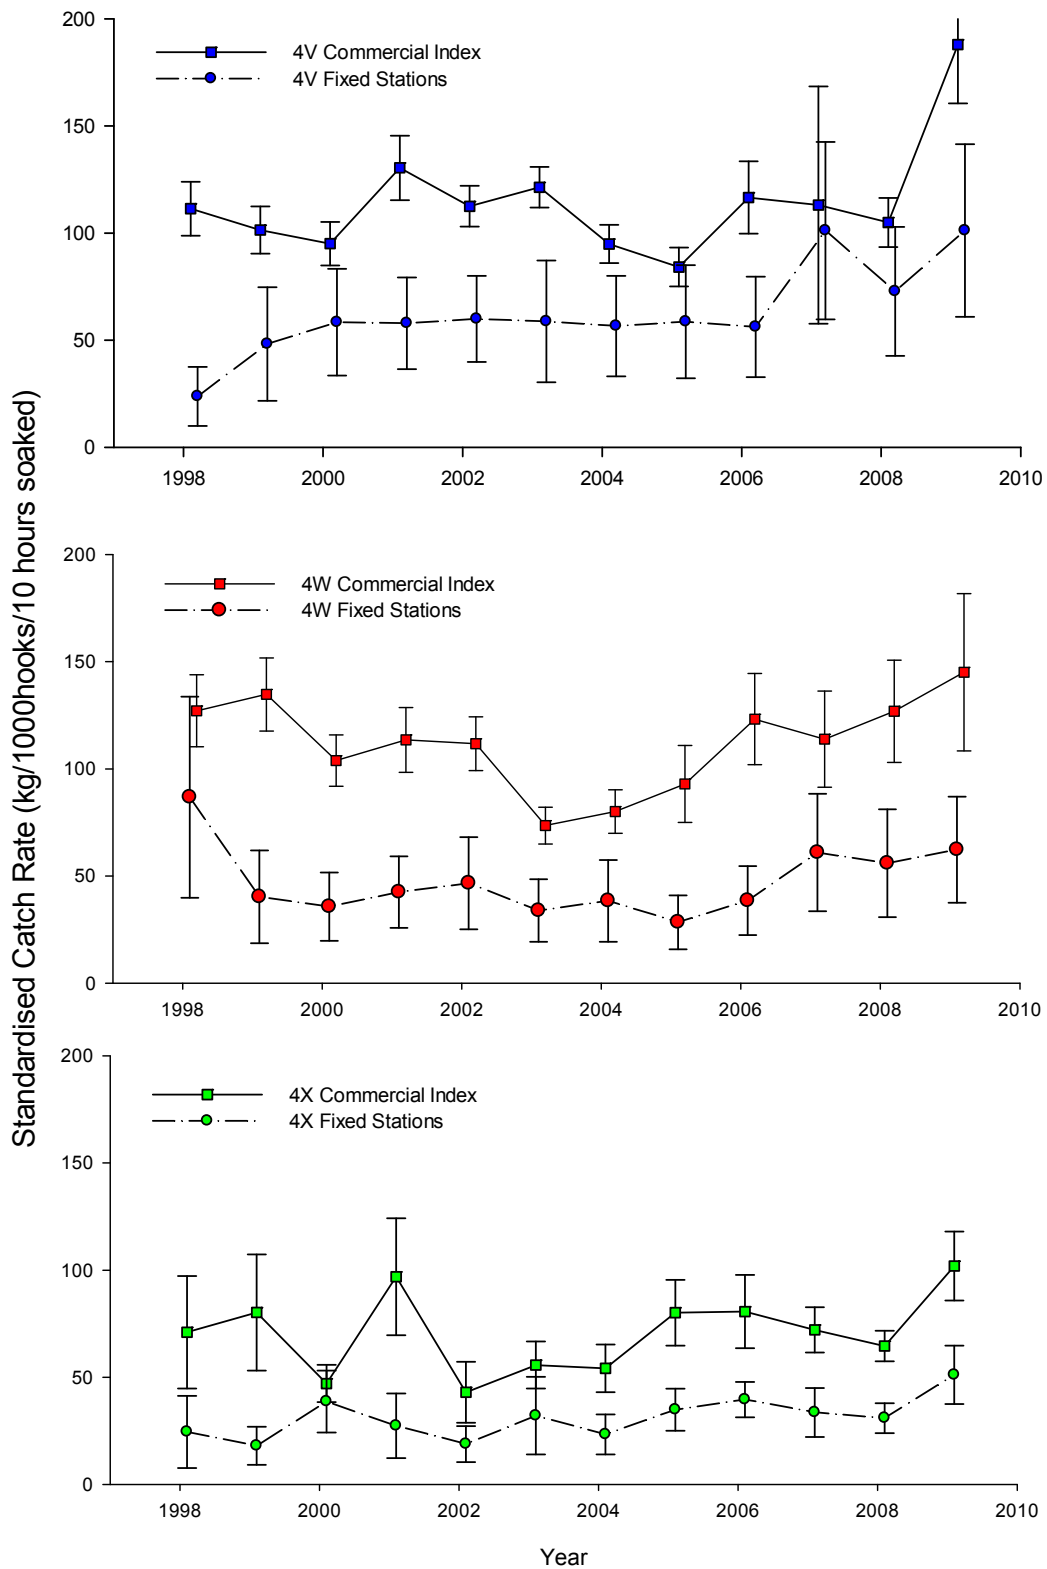 Standardised Catch Rate (kg/1000hooks/10 hours soaked)
4V Commercial Index
4V Fixed Stations
200
150
100
50
0
1998 2000 2002 2004 2006 2008 2010
4W Commercial Index
4W Fixed Stations
200
150
100
50
0
1998 2000 2002 2004 2006 2008 2010
4X Commercial Index
4X Fixed Stations
200
150
100
50
0
1998 2000 2002 2004 2006 2008 2010
Year